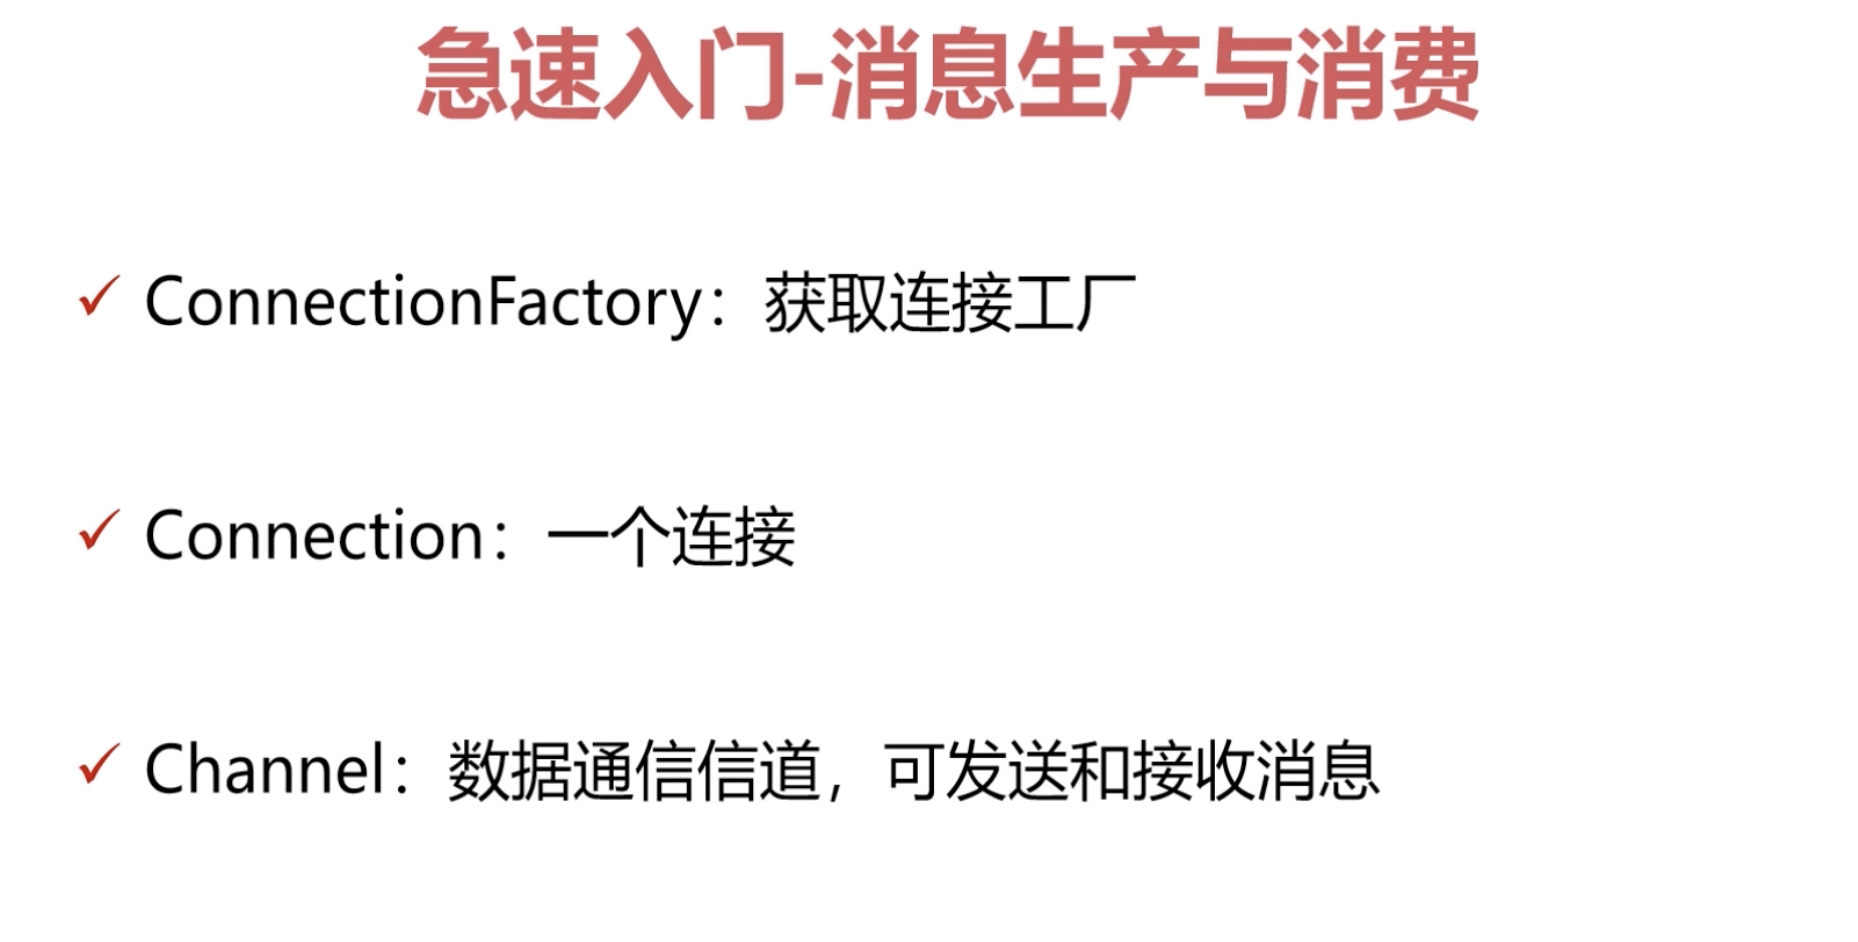 急速入门-消息生产与消费
ConnectionFactory：获取连接工厂
Connection：一个连接
Channel：数据通信信道，可发送和接收消息